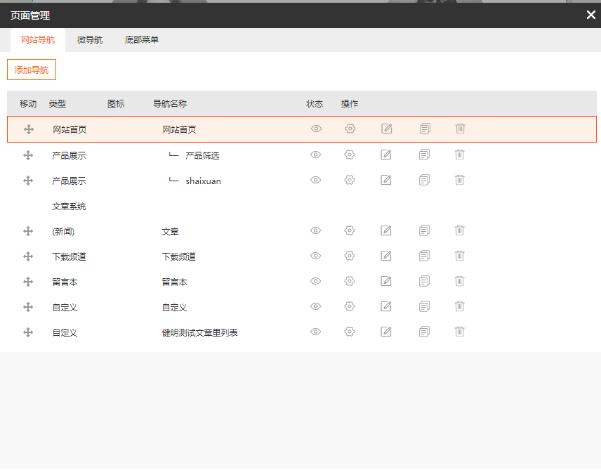 页面管理
网站导航 微导航 底部菜单
添加导航
移动 类型 图标 导航名称 状态 操作
网站首页 网站首页
产品展示 产品筛选
产品展示 shaixuan
文章系统
(新闻) 文章
下载频道 下载频道
留言本 留言本
自定义 自定义
自定义 健明测试文章里列表